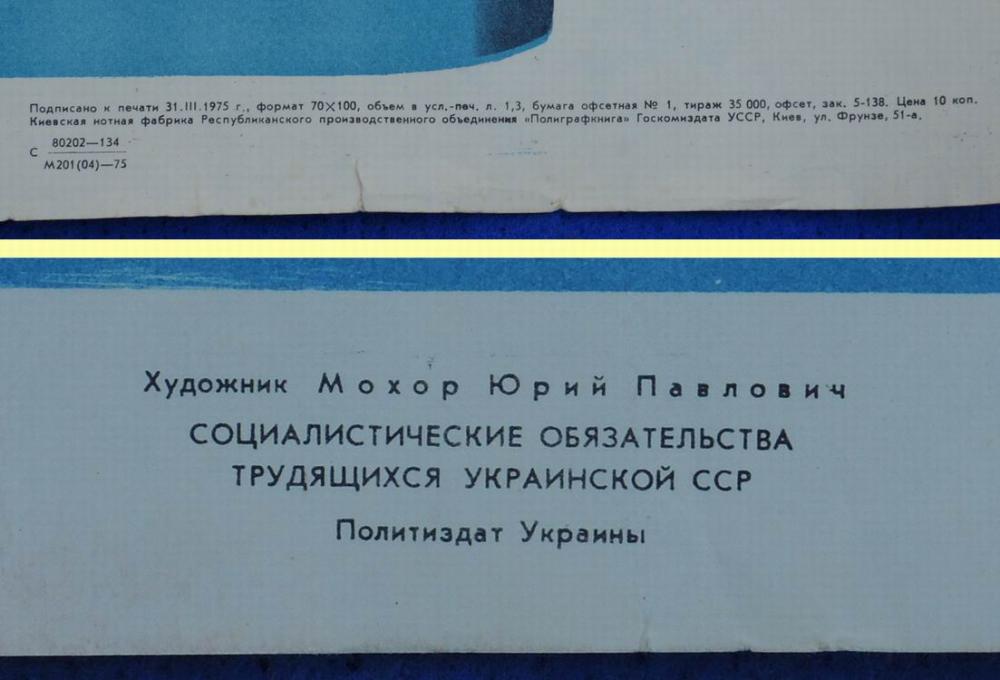 Подписано к печати 31.III.1975 г., формат 70×100, объем в усл.-печ. л. 1,3, бумага офсетная № 1, тираж 35 000, офсет, зак. 5-138. Цена 10 коп.
Киевская нотная фабрика Республиканского производственного объединения «Полиграфкнига» Госкомиздата УССР, Киев, ул. Фрунзе, 51-а.
С 80202—134
М201(04)—75
Художник Мохор Юрий Павлович
СОЦИАЛИСТИЧЕСКИЕ ОБЯЗАТЕЛЬСТВА
ТРУДЯЩИХСЯ УКРАИНСКОЙ ССР
Политиздат Украины